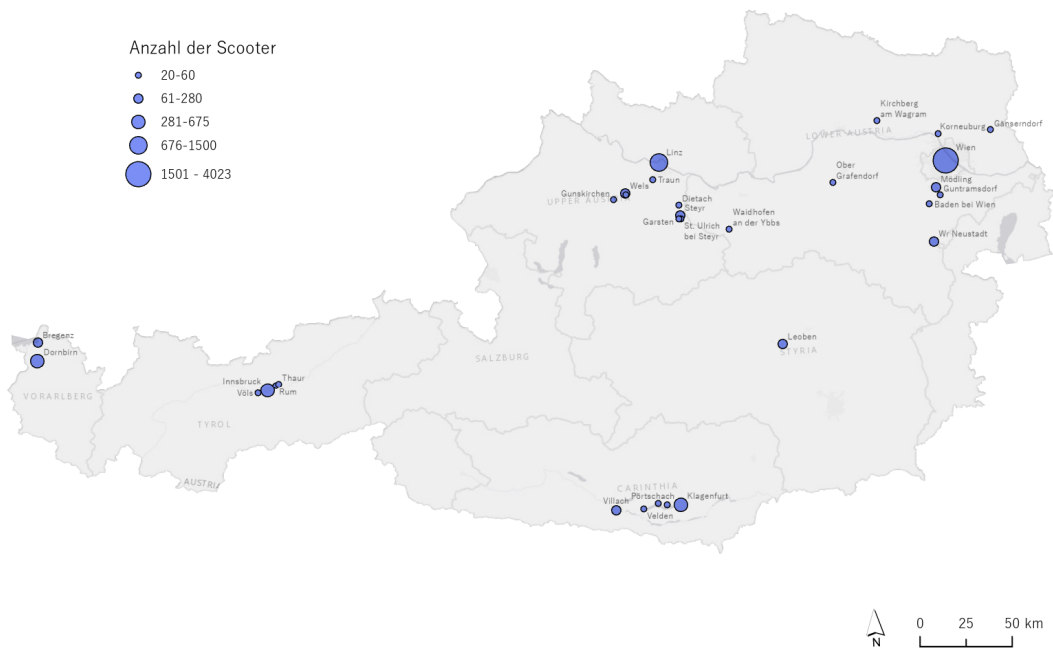 Anzahl der Scooter
20-60
61-280
281-675
676-1500
1501 - 4023
Kirchberg
am Wagram
LOWER AUSTRIA
Korneuburg
Gänserndorf
Wien
Linz
Traun
Wels
Gunskirchen
UPPER AUST
Ober
Grafendorf
Mödling
Guntramsdorf
Baden bei Wien
Dietach
Steyr
Garsten
St. Ulrich
bei Steyr
Waidhofen
an der Ybbs
Wr Neustadt
Bregenz
Dornbirn
VORARLBERG
Leoben
STYRIA
SALZBURG
Innsbruck
Thaur
Völs
Rum
TYROL
AUSTRIA
CARINTHIA
Villach
Pörtschach
Klagenfurt
Velden
N
0 25 50 km